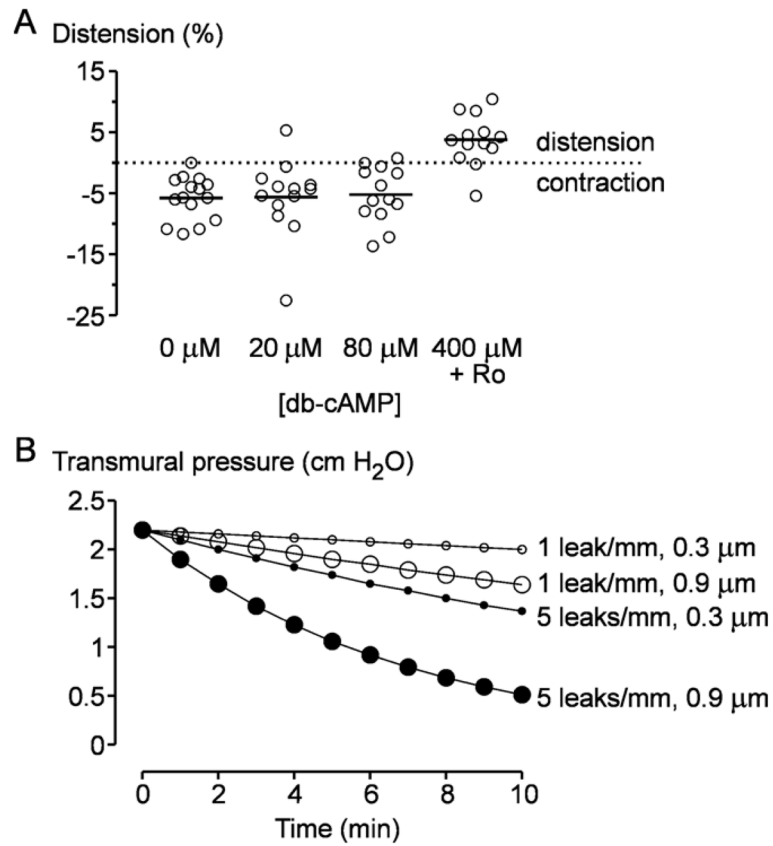 A
Distension (%)
15
5
-5
-15
-25
distension
contraction
0 μM 20 μM 80 μM 400 μM
+ Ro
[db-cAMP]
B
Transmural pressure (cm H₂O)
2.5
2
1.5
1
0.5
0
1 leak/mm, 0.3 μm
1 leak/mm, 0.9 μm
5 leaks/mm, 0.3 μm
5 leaks/mm, 0.9 μm
0 2 4 6 8 10
Time (min)